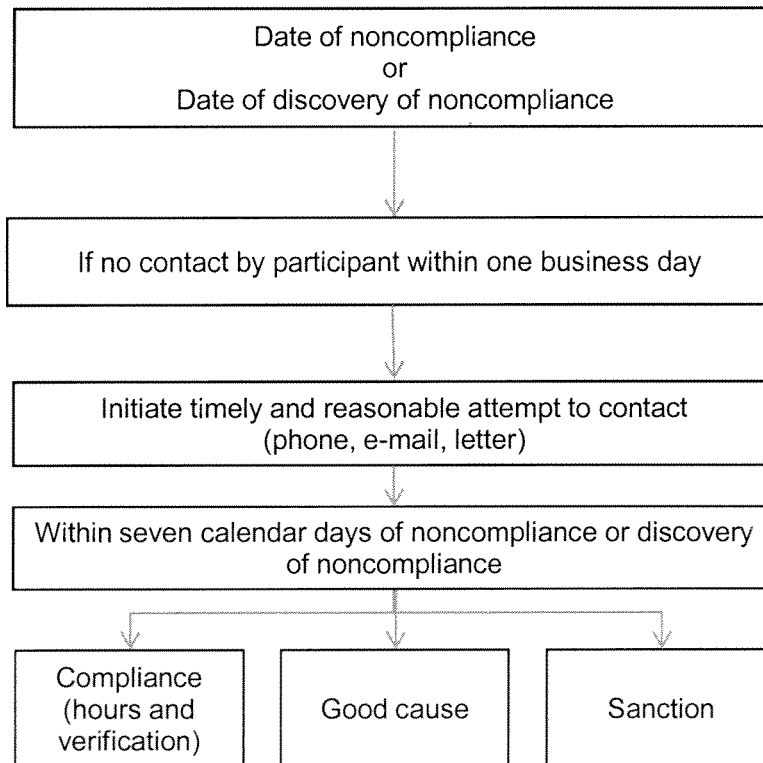 Date of noncompliance
or
Date of discovery of noncompliance
If no contact by participant within one business day
Initiate timely and reasonable attempt to contact
(phone, e-mail, letter)
Within seven calendar days of noncompliance or discovery
of noncompliance
Compliance
(hours and
verification)
Good cause
Sanction